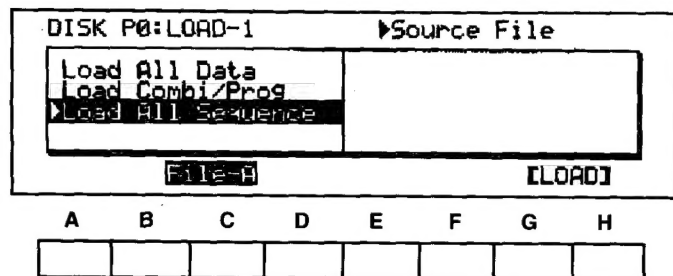 DISK P0:LOAD-1 ▶Source File
Load All Data
Load Combi/Prog
▶Load All Sequence
File-A [LOAD]
A B C D E F G H